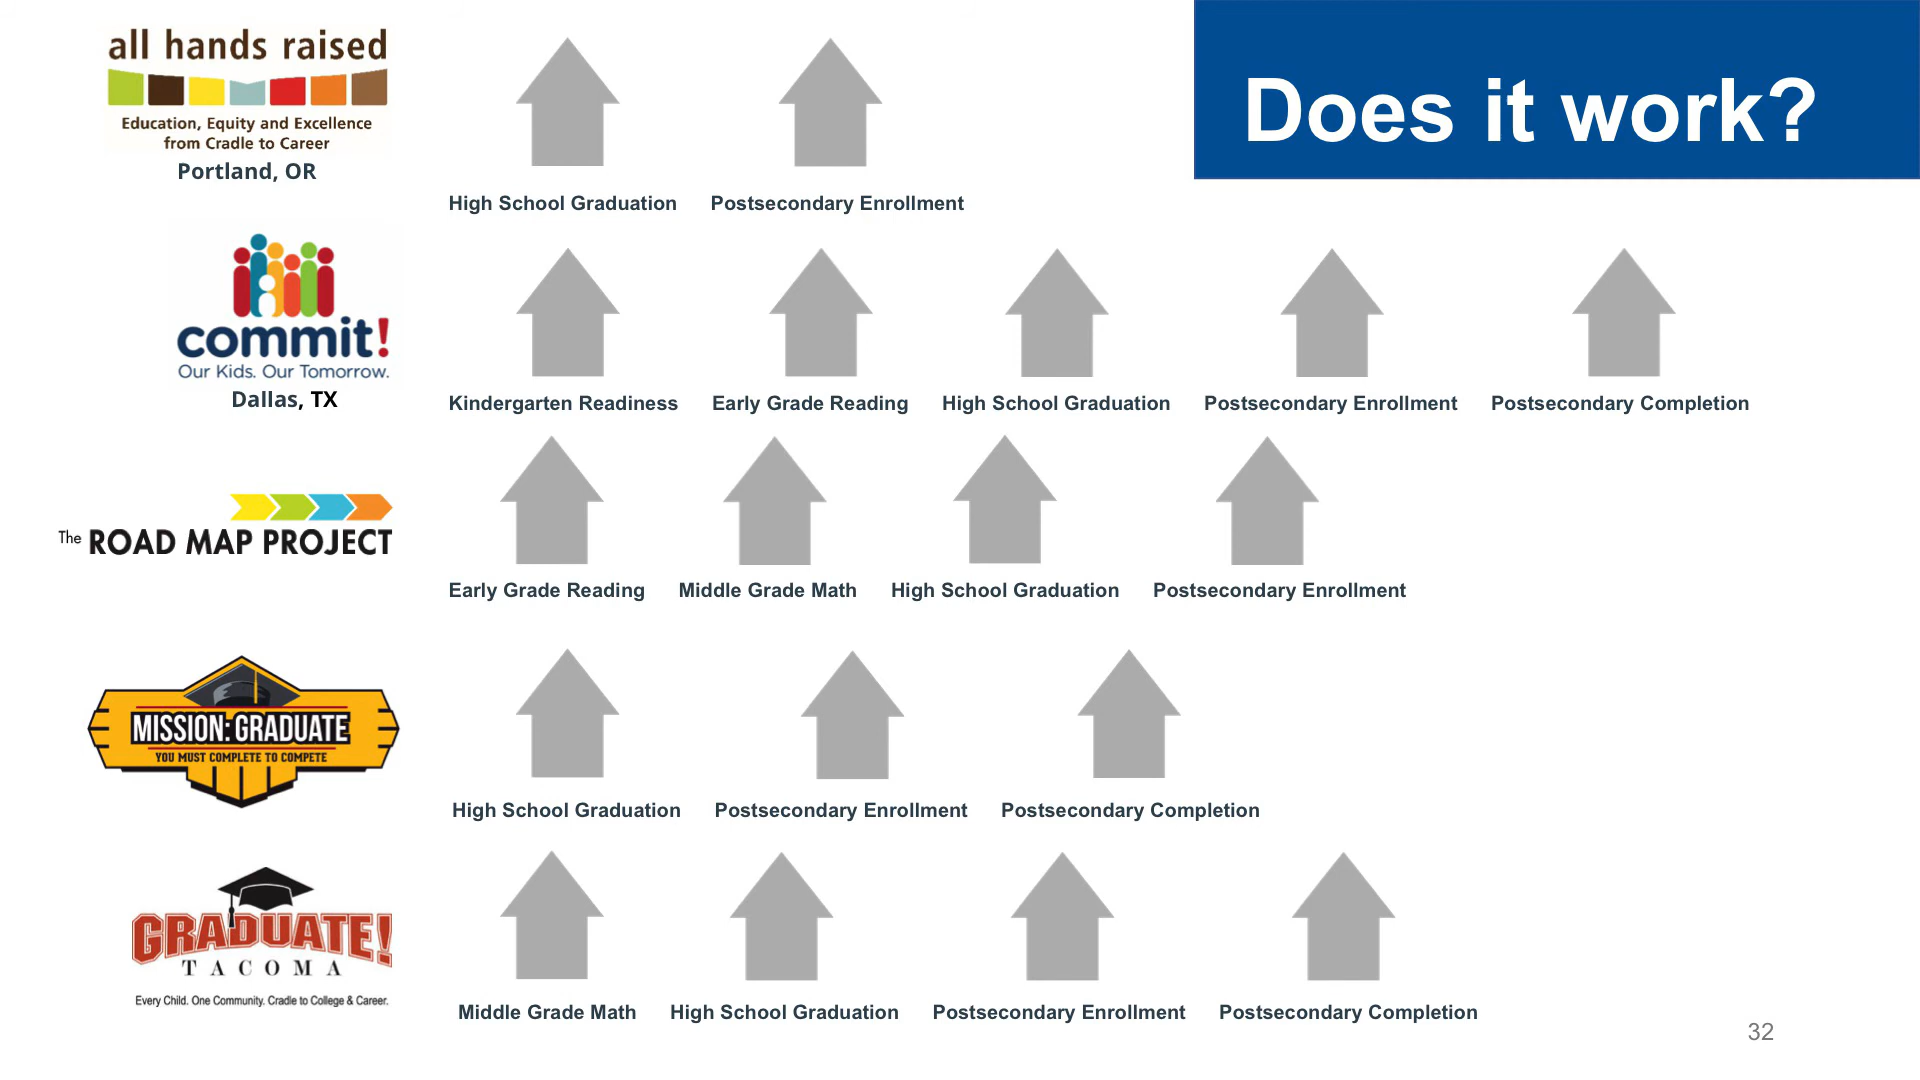 all hands raised
Education, Equity and Excellence
from Cradle to Career
Portland, OR
High School Graduation
Postsecondary Enrollment
Does it work?
commit!
Our Kids. Our Tomorrow.
Dallas, TX
Kindergarten Readiness
Early Grade Reading
High School Graduation
Postsecondary Enrollment
Postsecondary Completion
The ROAD MAP PROJECT
Early Grade Reading
Middle Grade Math
High School Graduation
Postsecondary Enrollment
MISSION: GRADUATE
YOU MUST COMPLETE TO COMPETE
High School Graduation
Postsecondary Enrollment
Postsecondary Completion
GRADUATE!
TACOMA
Every Child. One Community. Cradle to College & Career.
Middle Grade Math
High School Graduation
Postsecondary Enrollment
Postsecondary Completion
32